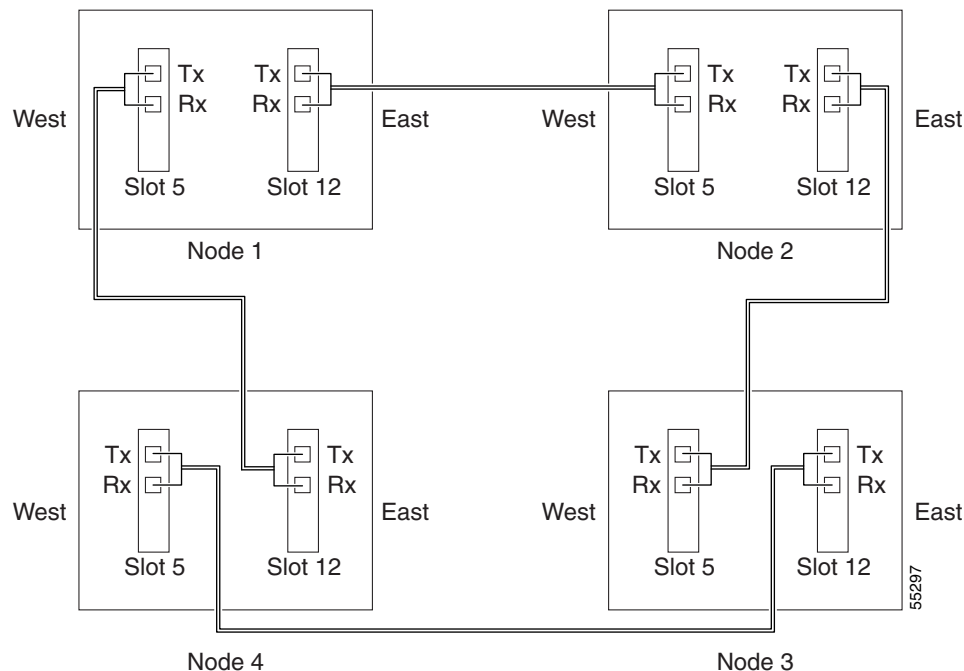 Tx Tx Tx Tx
Rx Rx Rx Rx
West East West East
Slot 5 Slot 12 Slot 5 Slot 12
Node 1 Node 2
Tx Tx Tx Tx
Rx Rx Rx Rx
West East West East
Slot 5 Slot 12 Slot 5 Slot 12
55297
Node 4 Node 3